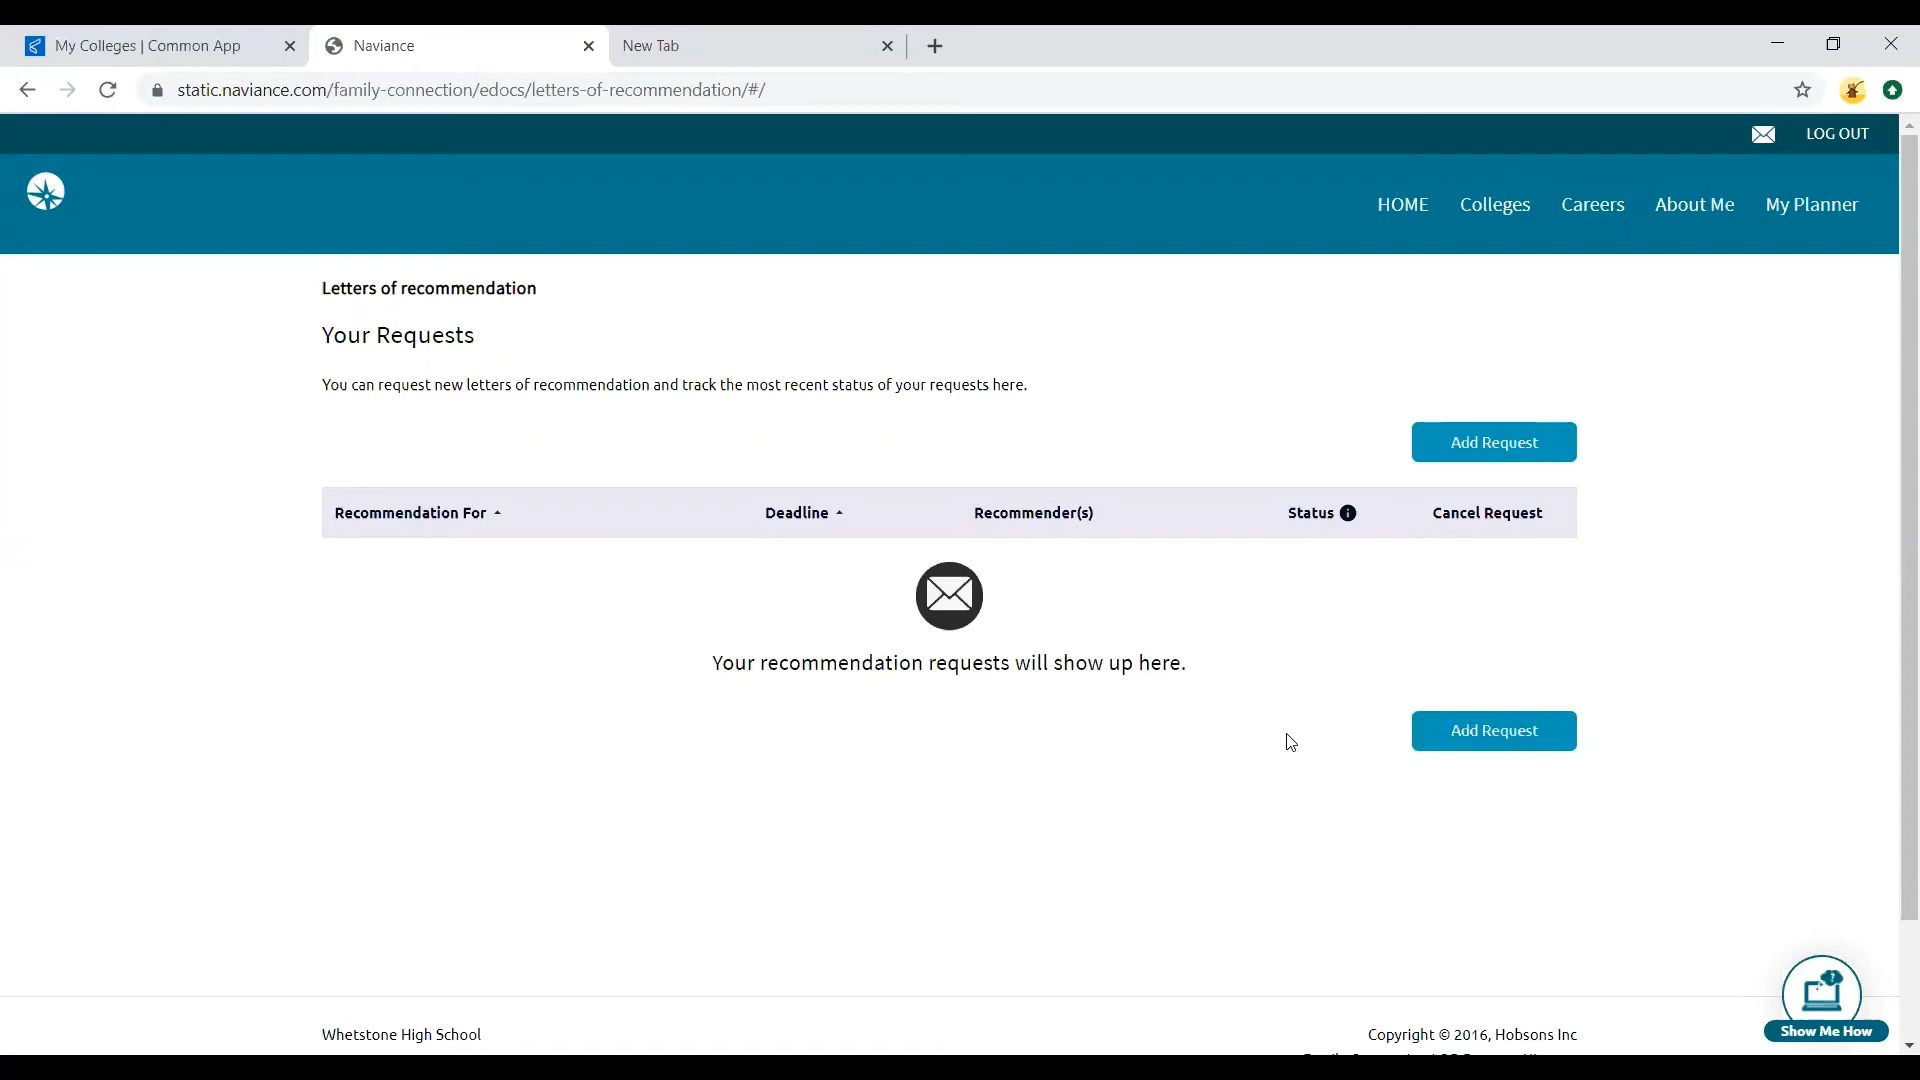 My Colleges | Common App
Naviance
New Tab
static.naviance.com/family-connection/edocs/letters-of-recommendation/#/
LOG OUT
HOME Colleges Careers About Me My Planner
Letters of recommendation
Your Requests
You can request new letters of recommendation and track the most recent status of your requests here.
Add Request
Recommendation For Deadline Recommender(s) Status Cancel Request
Your recommendation requests will show up here.
Add Request
Show Me How
Whetstone High School
Copyright © 2016, Hobsons Inc